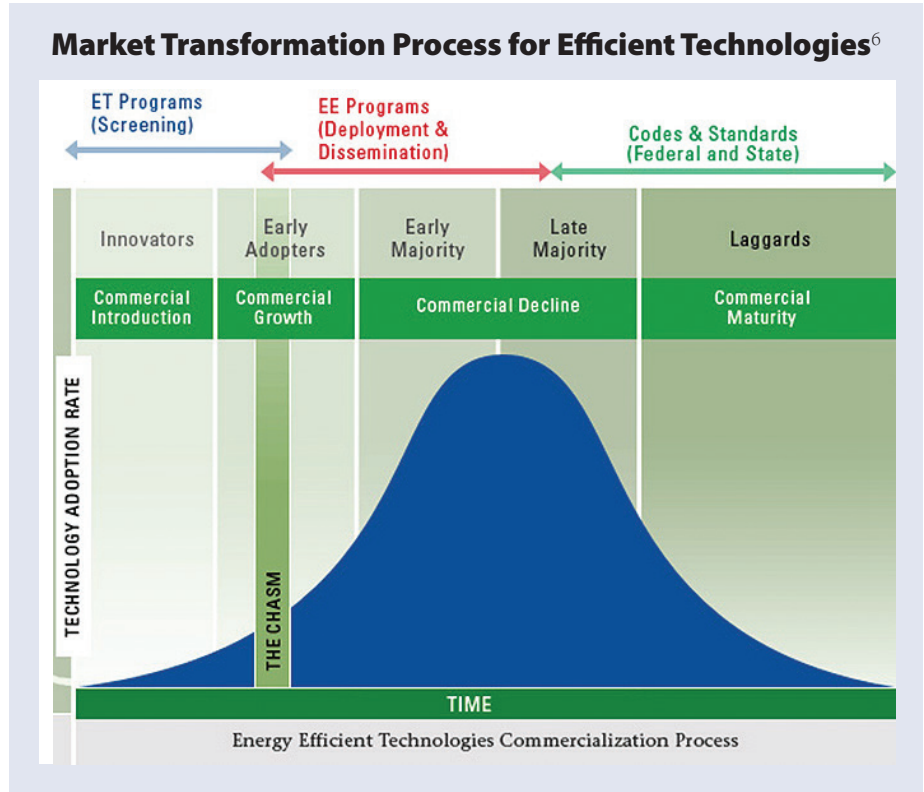 Market Transformation Process for Efficient Technologies6
ET Programs
(Screening)
EE Programs
(Deployment &
Dissemination)
Codes & Standards
(Federal and State)
Innovators
Early
Adopters
Early
Majority
Late
Majority
Laggards
Commercial
Introduction
Commercial
Growth
Commercial Decline
Commercial
Maturity
TECHNOLOGY ADOPTION RATE
THE CHASM
TIME
Energy Efficient Technologies Commercialization Process